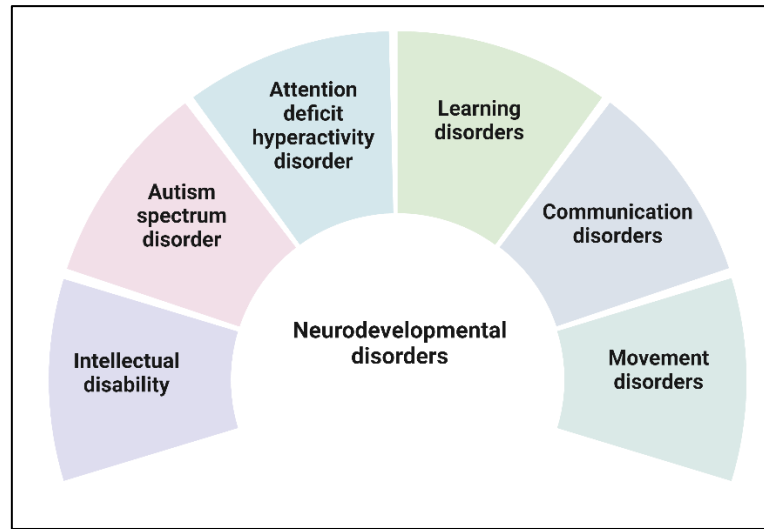 Attention
deficit
hyperactivity
disorder
Learning
disorders
Autism
spectrum
disorder
Communication
disorders
Neurodevelopmental
disorders
Intellectual
disability
Movement
disorders